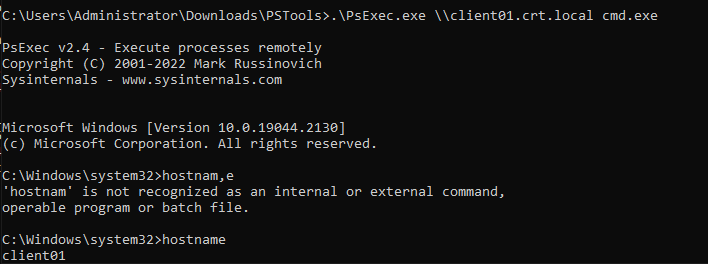 C:\Users\Administrator\Downloads\PSTools>.\PsExec.exe \\client01.crt.local cmd.exe
PsExec v2.4 - Execute processes remotely
Copyright (C) 2001-2022 Mark Russinovich
Sysinternals - www.sysinternals.com
Microsoft Windows [Version 10.0.19044.2130]
(c) Microsoft Corporation. All rights reserved.
C:\Windows\system32>hostnam,e
'hostnam' is not recognized as an internal or external command,
operable program or batch file.
C:\Windows\system32>hostname
client01